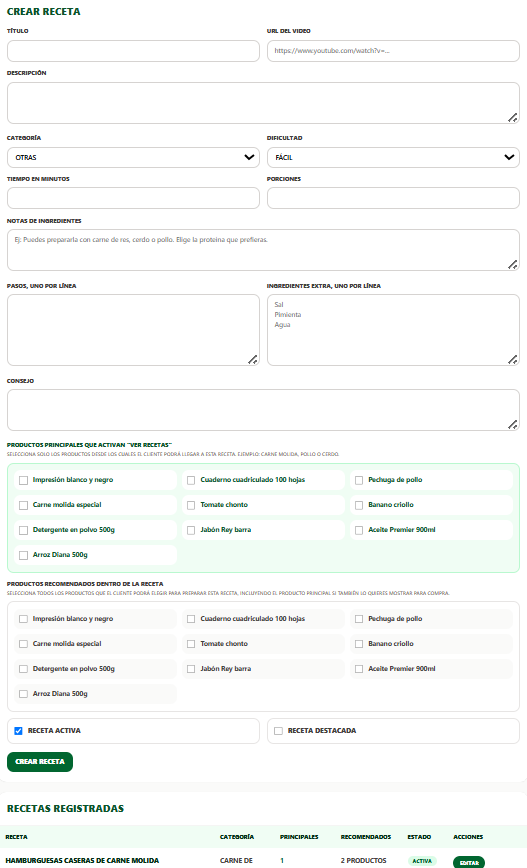 CREAR RECETA
TÍTULO URL DEL VIDEO
https://www.youtube.com/watch?v=...
DESCRIPCIÓN
CATEGORÍA DIFICULTAD
OTRAS FÁCIL
TIEMPO EN MINUTOS PORCIONES
NOTAS DE INGREDIENTES
Ej: Puedes prepararla con carne de res, cerdo o pollo. Elige la proteína que prefieras.
PASOS, UNO POR LÍNEA INGREDIENTES EXTRA, UNO POR LÍNEA
Sal
Pimienta
Agua
CONSEJO
PRODUCTOS PRINCIPALES QUE ACTIVAN "VER RECETAS"
SELECCIONA SOLO LOS PRODUCTOS DESDE LOS CUALES EL CLIENTE PODRÁ LLEGAR A ESTA RECETA. EJEMPLO: CARNE MOLIDA, POLLO O CERDO.
Impresión blanco y negro Cuaderno cuadriculado 100 hojas Pechuga de pollo
Carne molida especial Tomate chonto Banano criollo
Detergente en polvo 500g Jabón Rey barra Aceite Premier 900ml
Arroz Diana 500g
PRODUCTOS RECOMENDADOS DENTRO DE LA RECETA
SELECCIONA TODOS LOS PRODUCTOS QUE EL CLIENTE PODRÁ ELEGIR PARA PREPARAR ESTA RECETA, INCLUYENDO EL PRODUCTO PRINCIPAL SI TAMBIÉN LO QUIERES MOSTRAR PARA COMPRA.
Impresión blanco y negro Cuaderno cuadriculado 100 hojas Pechuga de pollo
Carne molida especial Tomate chonto Banano criollo
Detergente en polvo 500g Jabón Rey barra Aceite Premier 900ml
Arroz Diana 500g
RECETA ACTIVA RECETA DESTACADA
CREAR RECETA
RECETAS REGISTRADAS
RECETA CATEGORÍA PRINCIPALES RECOMENDADOS ESTADO ACCIONES
HAMBURGUESAS CASERAS DE CARNE MOLIDA CARNE DE 1 2 PRODUCTOS ACTIVA EDITAR